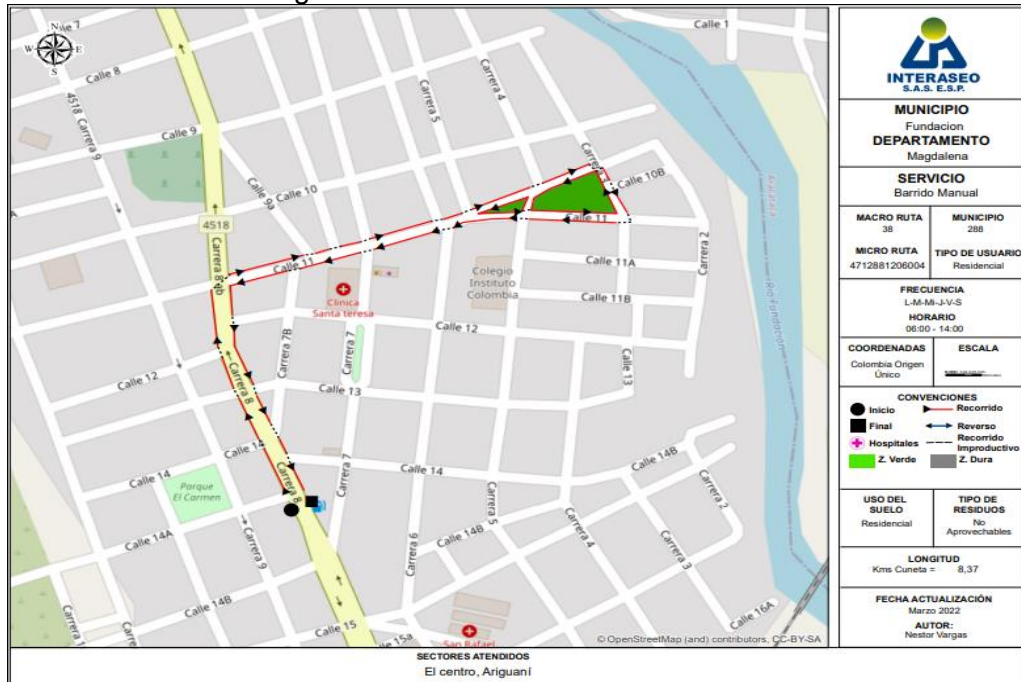 Calle 7
Calle 1
Calle 8
Carrera 4
4518 Carrera 9
Carrera 5
Calle 9
Calle 10
Carrera 3
Calle 10B
Calle 9a
Aracataca
4518
Calle 11
Carrera 2
Calle 11
Carrera 8 #b
Calle 11A
Colegio
Instituto
Colombia
Clínica
Santa teresa
Calle 11B
Rio Fundación
Calle 12
Carrera 7B
Carrera 7
Calle 13
Calle 12
Carrera 8
Calle 13
Calle 14
Calle 14
Calle 14
Calle 14B
Parque
El Carmen
Carrera 8
Carrera 7
Carrera 5
Carrera 2
Calle 14A
Carrera 9
Carrera 6
Calle 14B
Carrera 4
Carrera 3
Calle 14B
Calle 15
Calle 15a
Calle 16A
San Rafael
© OpenStreetMap (and) contributors, CC-BY-SA
N
W
E
S
INTERASEO
S.A.S. E.S.P.
MUNICIPIO
Fundacion
DEPARTAMENTO
Magdalena
SERVICIO
Barrido Manual
MACRO RUTA
38
MUNICIPIO
288
MICRO RUTA
4712881206004
TIPO DE USUARIO
Residencial
FRECUENCIA
L-M-Mi-J-V-S
HORARIO
06:00 - 14:00
COORDENADAS
Colombia Origen
Único
ESCALA
CONVENCIONES
Inicio
Recorrido
Final
Reverso
Hospitales
Recorrido
Improductivo
Z. Verde
Z. Dura
USO DEL
SUELO
Residencial
TIPO DE
RESIDUOS
No
Aprovechables
LONGITUD
Kms Cuneta = 8,37
FECHA ACTUALIZACIÓN
Marzo 2022
AUTOR:
Nestor Vargas
SECTORES ATENDIDOS
El centro, Ariguaní